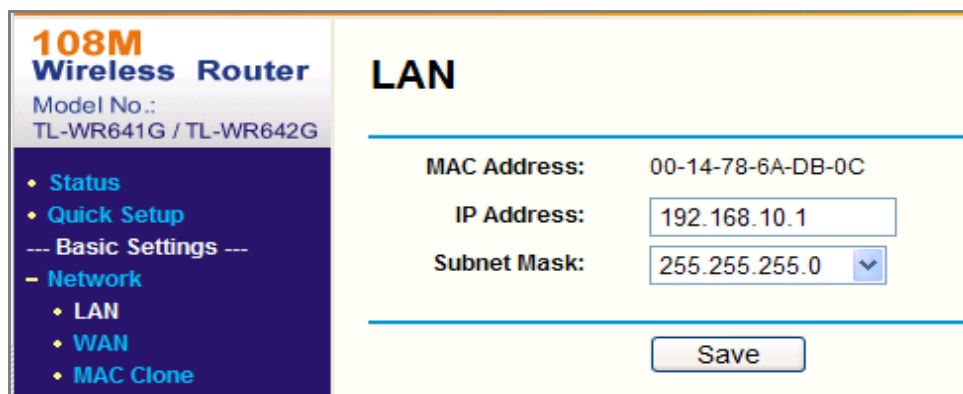 108M
Wireless Router
Model No.:
TL-WR641G / TL-WR642G
• Status
• Quick Setup
--- Basic Settings ---
– Network
• LAN
• WAN
• MAC Clone
LAN
MAC Address: 00-14-78-6A-DB-0C
IP Address: 192.168.10.1
Subnet Mask: 255.255.255.0
Save